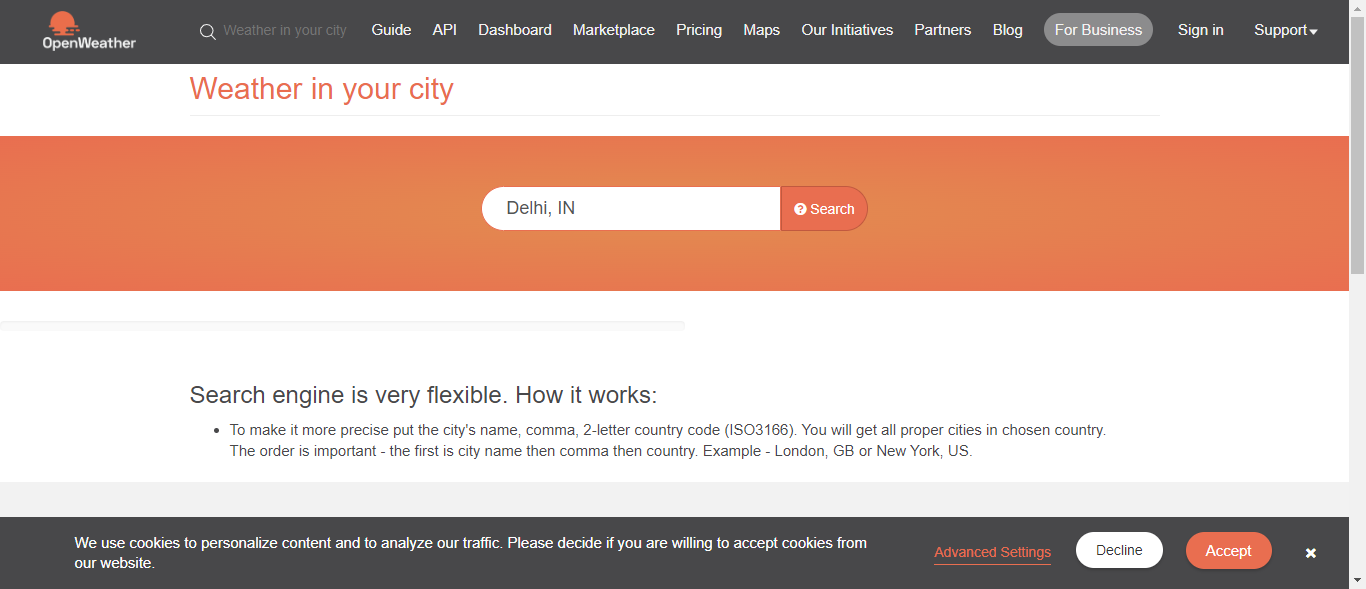 OpenWeather
Weather in your city Guide API Dashboard Marketplace Pricing Maps Our Initiatives Partners Blog For Business Sign in Support
Weather in your city
Delhi, IN
Search
Search engine is very flexible. How it works:
• To make it more precise put the city's name, comma, 2-letter country code (ISO3166). You will get all proper cities in chosen country.
The order is important - the first is city name then comma then country. Example - London, GB or New York, US.
We use cookies to personalize content and to analyze our traffic. Please decide if you are willing to accept cookies from
our website.
Advanced Settings
Decline
Accept